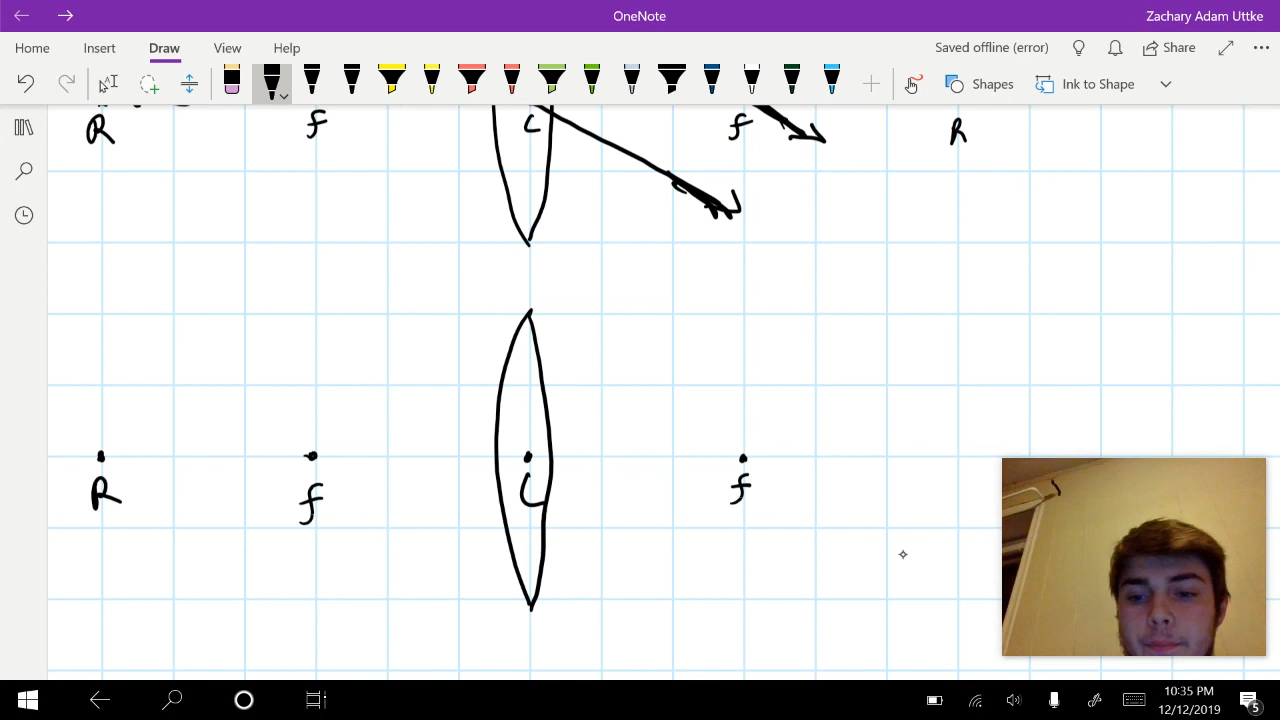 OneNote
Zachary Adam Uttke
Home Insert Draw View Help
Saved offline (error) Share
Shapes Ink to Shape
R f C f R
R f C f
10:35 PM
12/12/2019
5